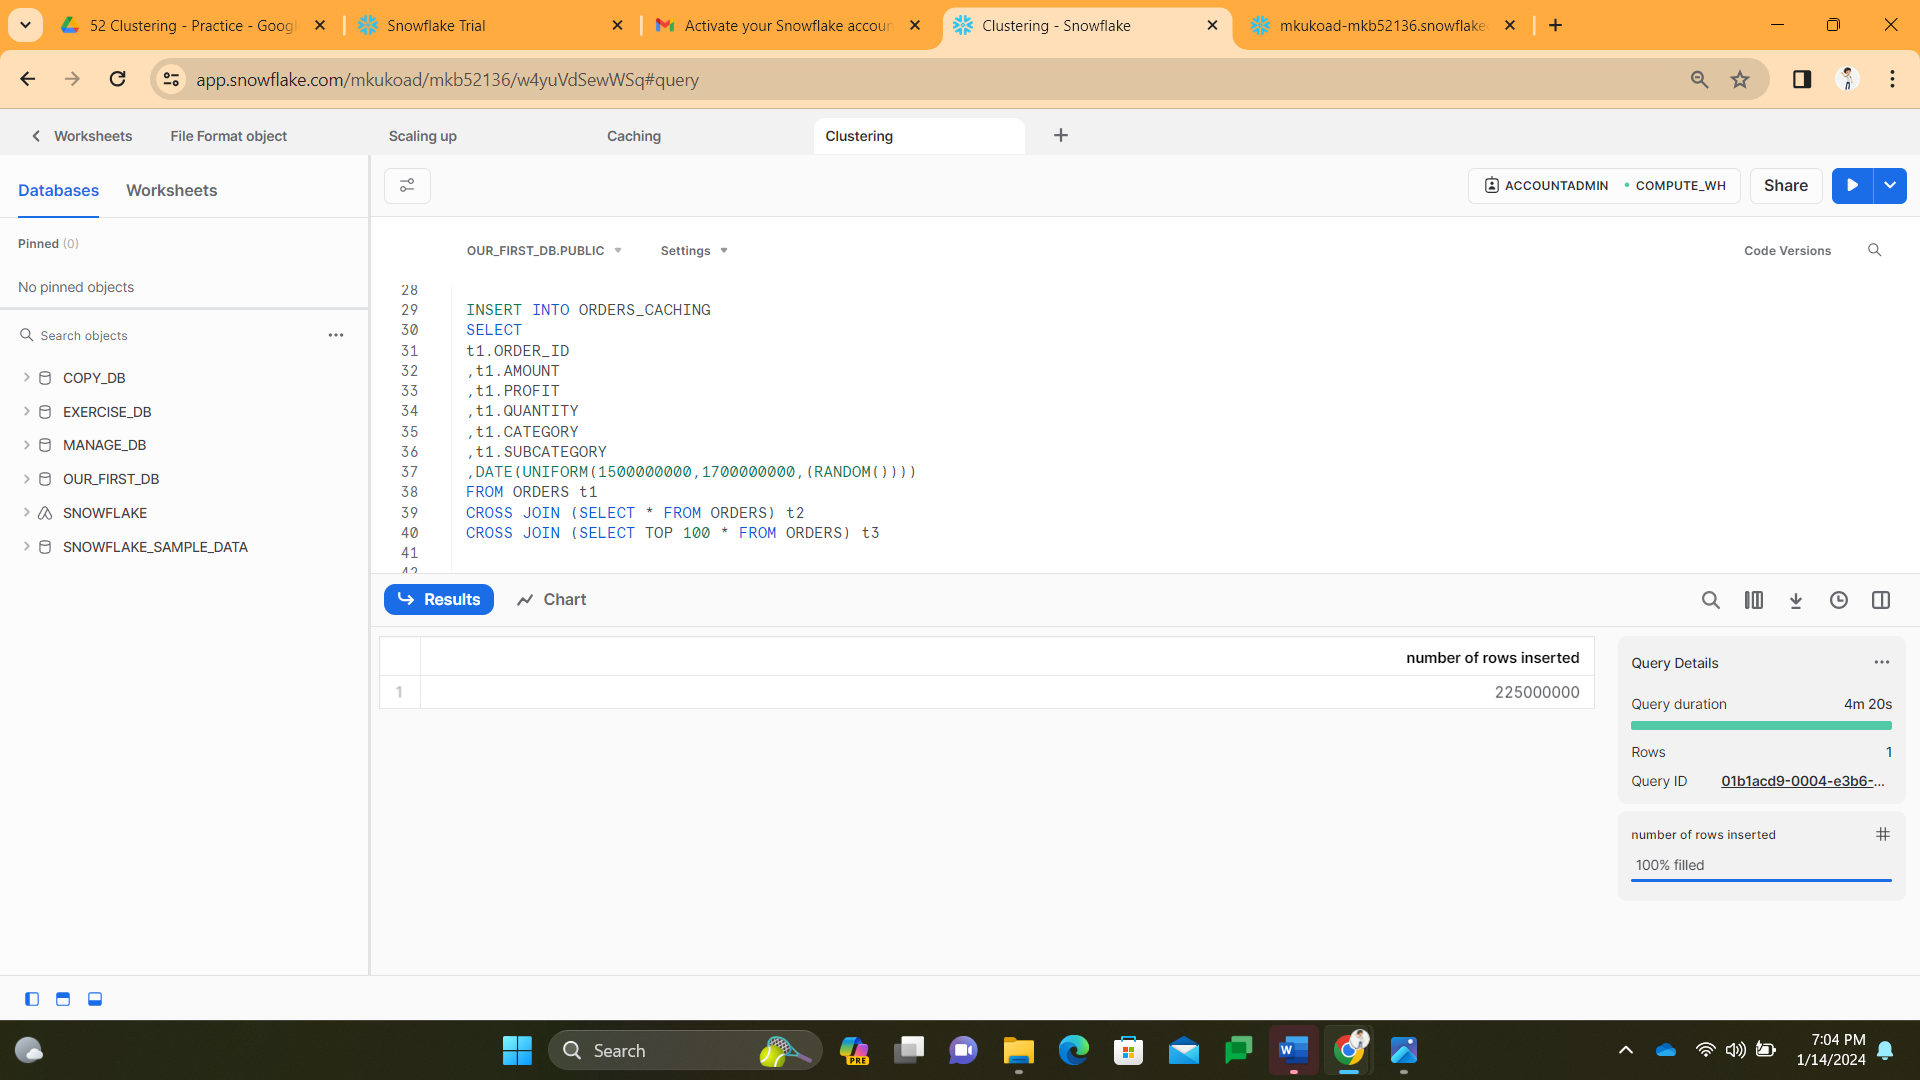 52 Clustering - Practice - Goog
Snowflake Trial
Activate your Snowflake accoun
Clustering - Snowflake
mkukoad-mkb52136.snowflake
app.snowflake.com/mkukoad/mkb52136/w4yuVdSewWSq#query
Worksheets
File Format object
Scaling up
Caching
Clustering
Databases
Worksheets
ACCOUNTADMIN
COMPUTE_WH
Share
Pinned (0)
No pinned objects
OUR_FIRST_DB.PUBLIC
Settings
Code Versions
Search objects
COPY_DB
EXERCISE_DB
MANAGE_DB
OUR_FIRST_DB
SNOWFLAKE
SNOWFLAKE_SAMPLE_DATA
28
29 INSERT INTO ORDERS_CACHING
30 SELECT
31 t1.ORDER_ID
32 ,t1.AMOUNT
33 ,t1.PROFIT
34 ,t1.QUANTITY
35 ,t1.CATEGORY
36 ,t1.SUBCATEGORY
37 ,DATE(UNIFORM(1500000000,1700000000,(RANDOM())))
38 FROM ORDERS t1
39 CROSS JOIN (SELECT * FROM ORDERS) t2
40 CROSS JOIN (SELECT TOP 100 * FROM ORDERS) t3
41
42
Results
Chart
number of rows inserted
1 225000000
Query Details
Query duration 4m 20s
Rows 1
Query ID 01b1acd9-0004-e3b6-...
number of rows inserted
100% filled
Search
PRE
7:04 PM
1/14/2024